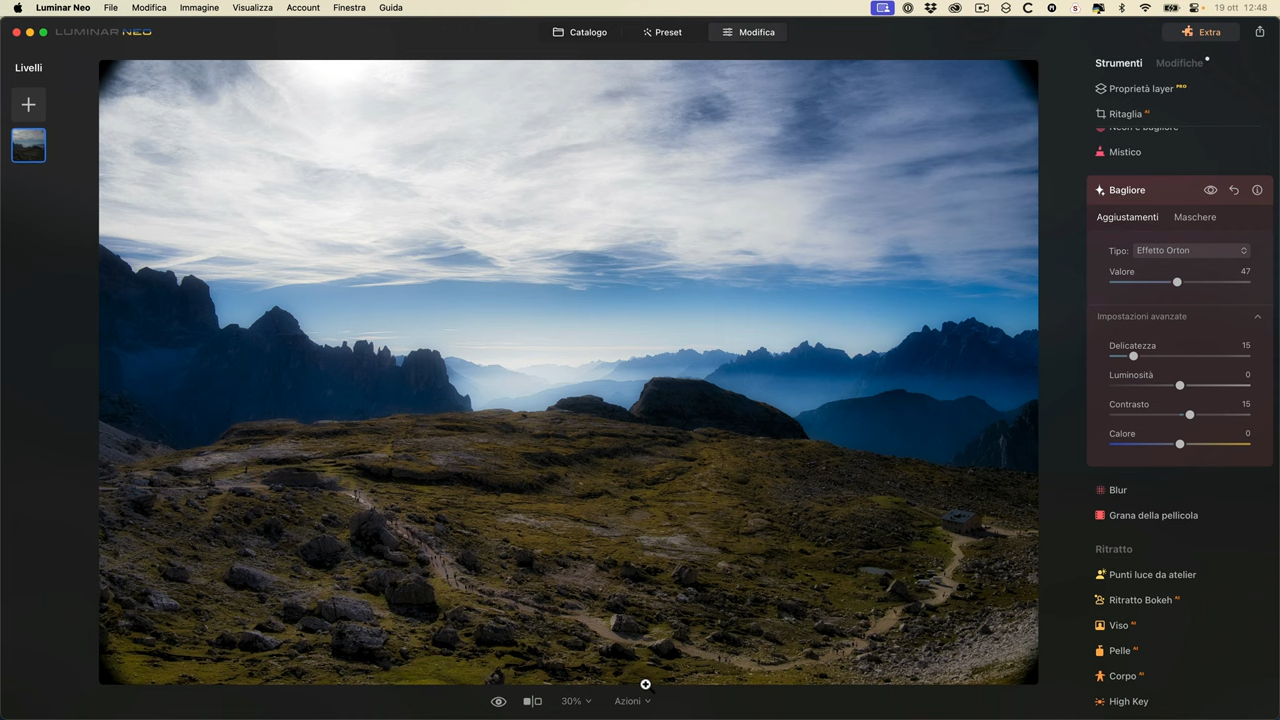 Luminar Neo File Modifica Immagine Visualizza Account Finestra Guida 19 ott 12:48
LUMINAR NEO Catalogo Preset Modifica Extra
Livelli
Strumenti Modifiche
Proprietà layer PRO
Ritaglia AI
Neon e bagliore
Mistico
Bagliore
Aggiustamenti Maschere
Tipo: Effetto Orton
Valore 47
Impostazioni avanzate
Delicatezza 15
Luminosità 0
Contrasto 15
Calore 0
Blur
Grana della pellicola
Ritratto
Punti luce da atelier
Ritratto Bokeh AI
Viso AI
Pelle AI
Corpo AI
High Key
30% Azioni